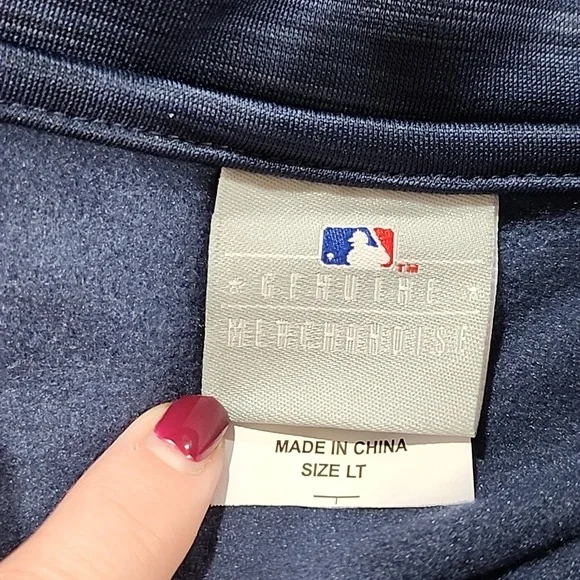 TM
★ GENUINE ★
MERCHANDISE
MADE IN CHINA
SIZE LT